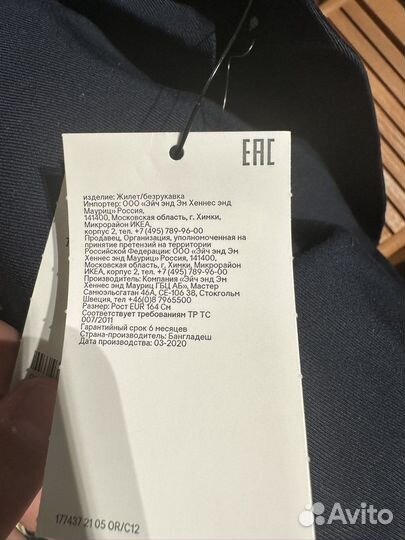 EAC
изделие: Жилет/безрукавка
Импортер: ООО «Эйч энд Эм Хеннес энд
Мауриц» Россия,
141400, Московская область, г. Химки,
Микрорайон ИКЕА,
корпус 2, тел. +7 (495) 789-96-00
Продавец, Организация, уполномоченная на
принятие претензий на территории
Российской Федерации: ООО «Эйч энд Эм
Хеннес энд Мауриц» Россия, 141400,
Московская область, г. Химки, Микрорайон
ИКЕА, корпус 2, тел. +7 (495) 789-96-00
Производитель: Компания «Эйч энд Эм
Хеннес энд Мауриц ГБЦ АБ», Мастер
Самюэльсгатан 46А, СЕ-106 38, Стокгольм
Швеция, тел +46(0)8 7965500
Размер: Рост EUR 164 См
Соответствует требованиям ТР ТС
007/2011
Гарантийный срок 6 месяцев
Страна-производитель: Бангладеш
Дата производства: 03-2020
177437 21 05 OR/C12
Avito